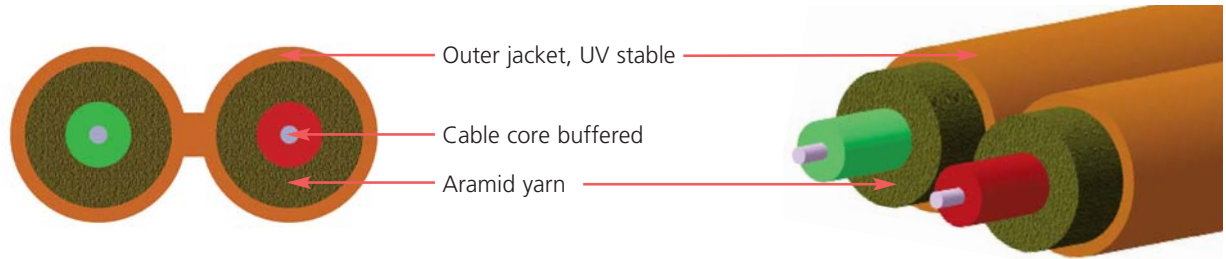 Outer jacket, UV stable
Cable core buffered
Aramid yarn